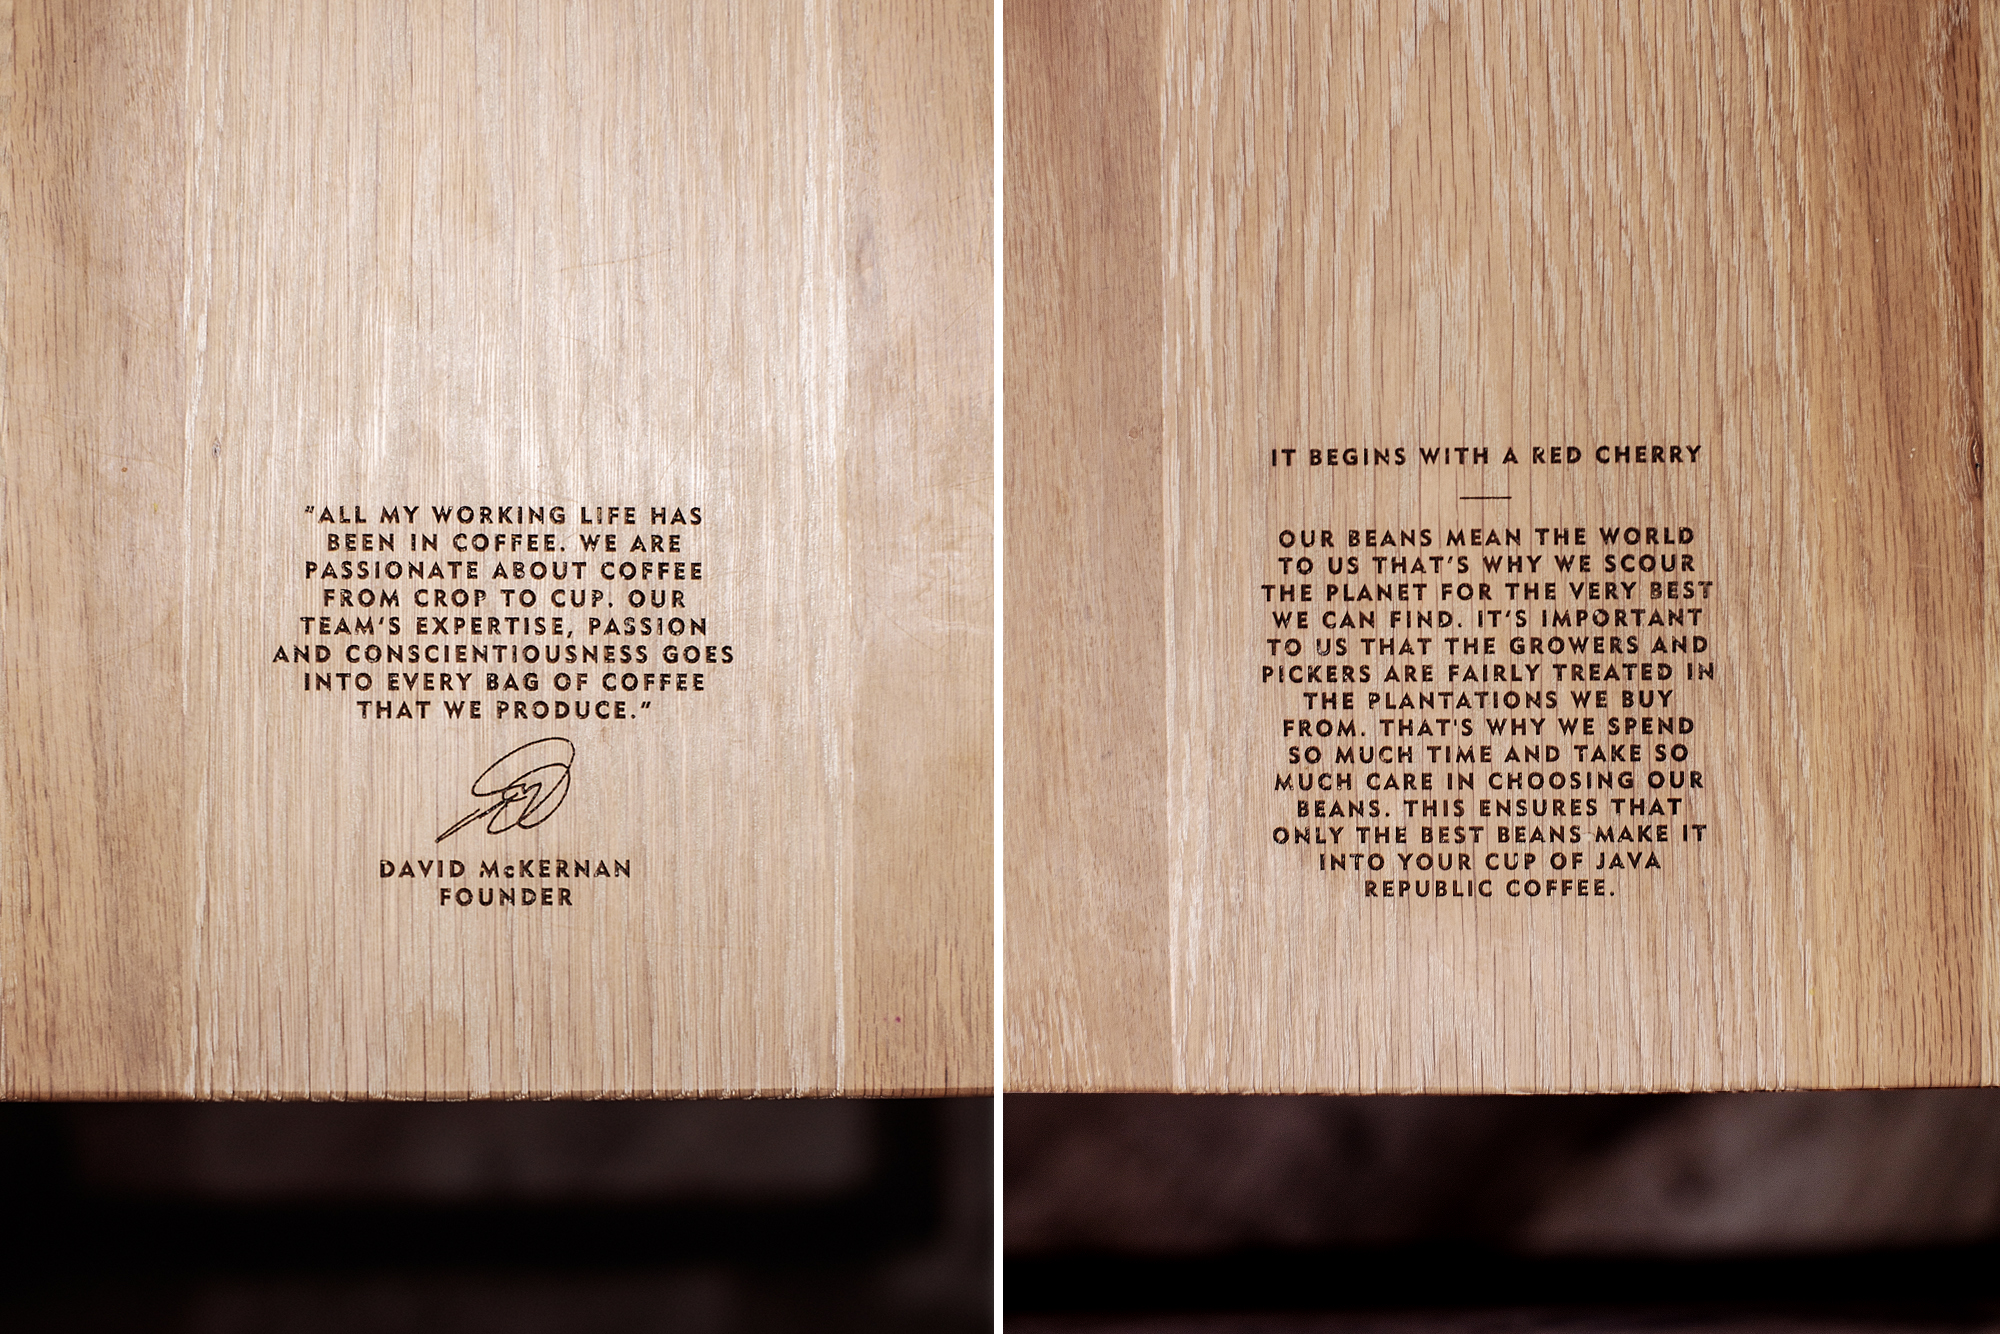 "ALL MY WORKING LIFE HAS
BEEN IN COFFEE. WE ARE
PASSIONATE ABOUT COFFEE
FROM CROP TO CUP. OUR
TEAM'S EXPERTISE, PASSION
AND CONSCIENTIOUSNESS GOES
INTO EVERY BAG OF COFFEE
THAT WE PRODUCE."
DAVID McKERNAN
FOUNDER
IT BEGINS WITH A RED CHERRY
OUR BEANS MEAN THE WORLD
TO US THAT'S WHY WE SCOUR
THE PLANET FOR THE VERY BEST
WE CAN FIND. IT'S IMPORTANT
TO US THAT THE GROWERS AND
PICKERS ARE FAIRLY TREATED IN
THE PLANTATIONS WE BUY
FROM. THAT'S WHY WE SPEND
SO MUCH TIME AND TAKE SO
MUCH CARE IN CHOOSING OUR
BEANS. THIS ENSURES THAT
ONLY THE BEST BEANS MAKE IT
INTO YOUR CUP OF JAVA
REPUBLIC COFFEE.